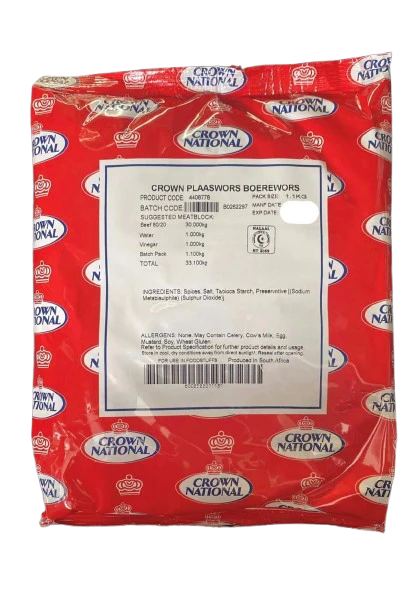 CROWN NATIONAL
CROWN PLAASWORS BOEREWORS
PRODUCT CODE: 4408778 PACK SIZE: 1.1KG
BATCH CODE B0262297 MANF DATE:
EXP DATE:
SUGGESTED MEATBLOCK:
Beef 80/20 30.000kg
Water 1.000kg
Vinegar 1.000kg
Batch Pack 1.100kg
TOTAL 33.100kg
HALAAL
INGREDIENTS: Spices, Salt, Tapioca Starch, Preservative [(Sodium
Metabisulphite) (Sulphur Dioxide)]
ALLERGENS: None. May Contain Celery, Cow's Milk, Egg,
Mustard, Soy, Wheat Gluten.
Refer to Product Specification for further product details and usage.
Store in cool, dry conditions away from direct sunlight. Reseal after opening.
FOR USE IN FOODSTUFFS Produced in South Africa